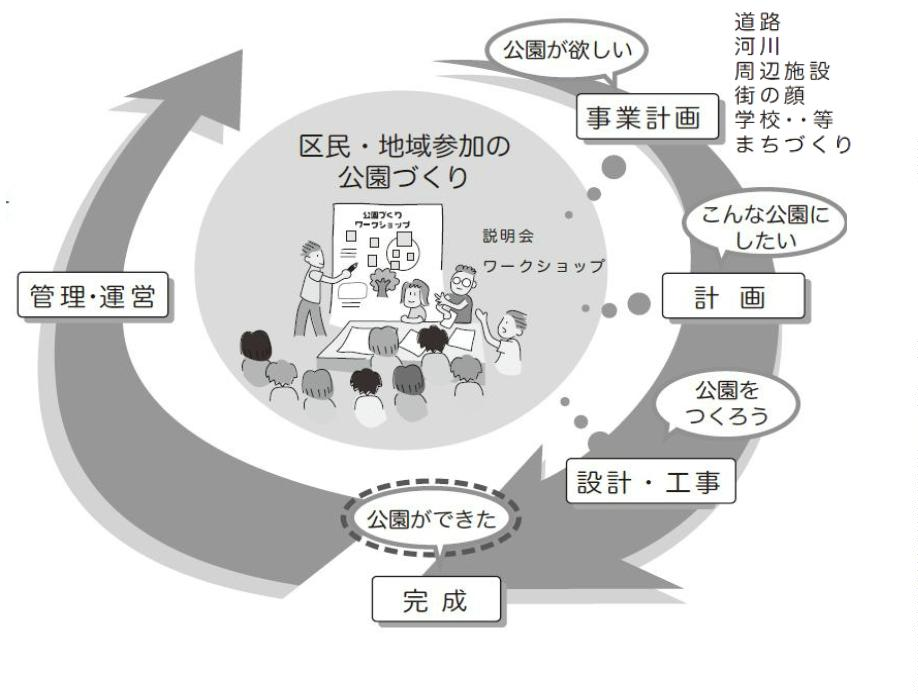 公園が欲しい
道路
河川
周辺施設
街の顔
学校・・等
まちづくり
事業計画
区民・地域参加の
公園づくり
公園づくり
ワークショップ
説明会
ワークショップ
こんな公園に
したい
計 画
管理・運営
公園を
つくろう
設計・工事
公園ができた
完 成